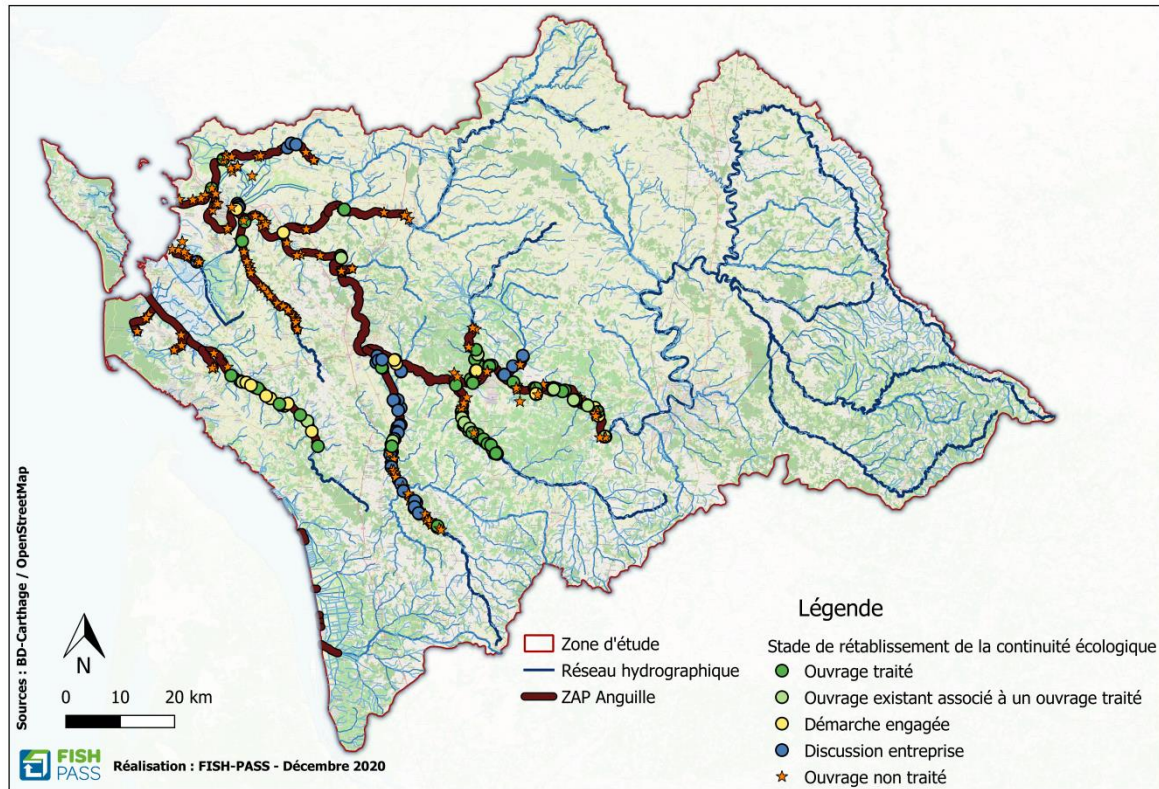 Sources : BD-Carthage / OpenStreetMap
N
0 10 20 km
FISH
PASS
Réalisation : FISH-PASS - Décembre 2020
Zone d'étude
Réseau hydrographique
ZAP Anguille
Légende
Stade de rétablissement de la continuité écologique
Ouvrage traité
Ouvrage existant associé à un ouvrage traité
Démarche engagée
Discussion entreprise
Ouvrage non traité